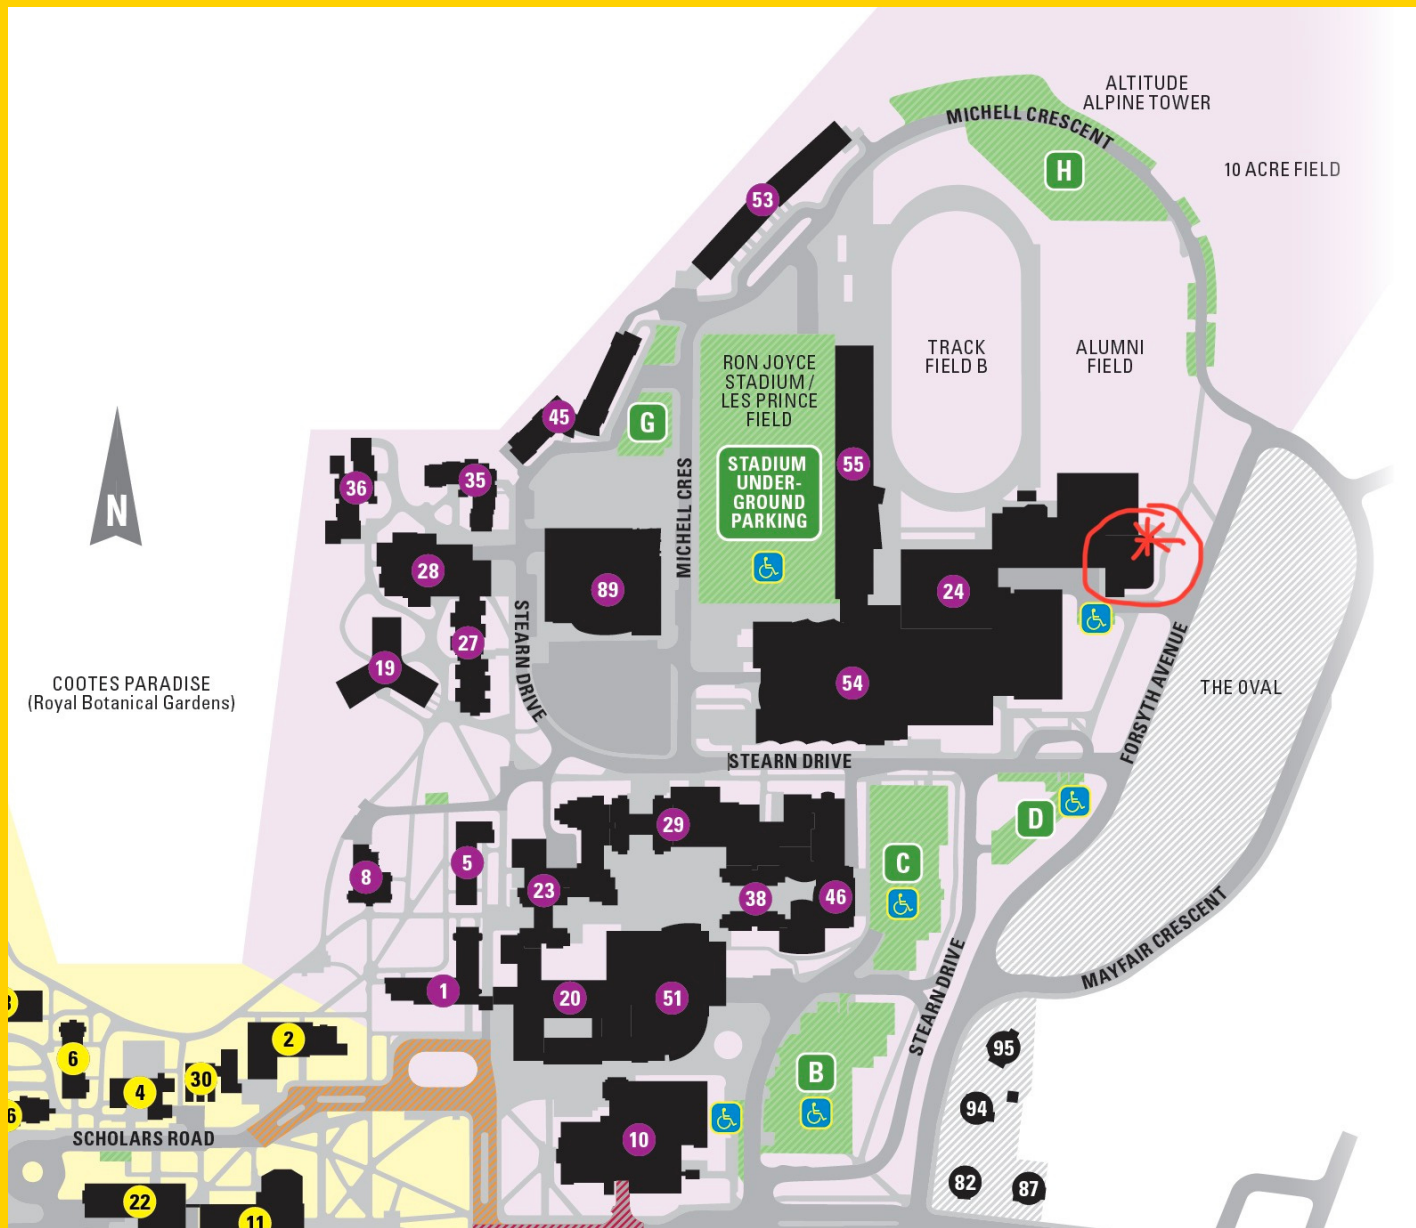 ALTITUDE
ALPINE TOWER
MICHELL CRESCENT
H
10 ACRE FIELD
53
RON JOYCE
STADIUM /
LES PRINCE
FIELD
TRACK
FIELD B
ALUMNI
FIELD
45
G
STADIUM
UNDER-
GROUND
PARKING
55
36
35
MICHELL CRES
N
28
89
24
27
STEARN DRIVE
19
COOTES PARADISE
(Royal Botanical Gardens)
54
FORSYTH AVENUE
THE OVAL
STEARN DRIVE
29
D
8
5
23
38
46
C
MAYFAIR CRESCENT
STEARN DRIVE
1
20
51
2
6
30
4
6
B
95
94
SCHOLARS ROAD
10
82
87
22
11